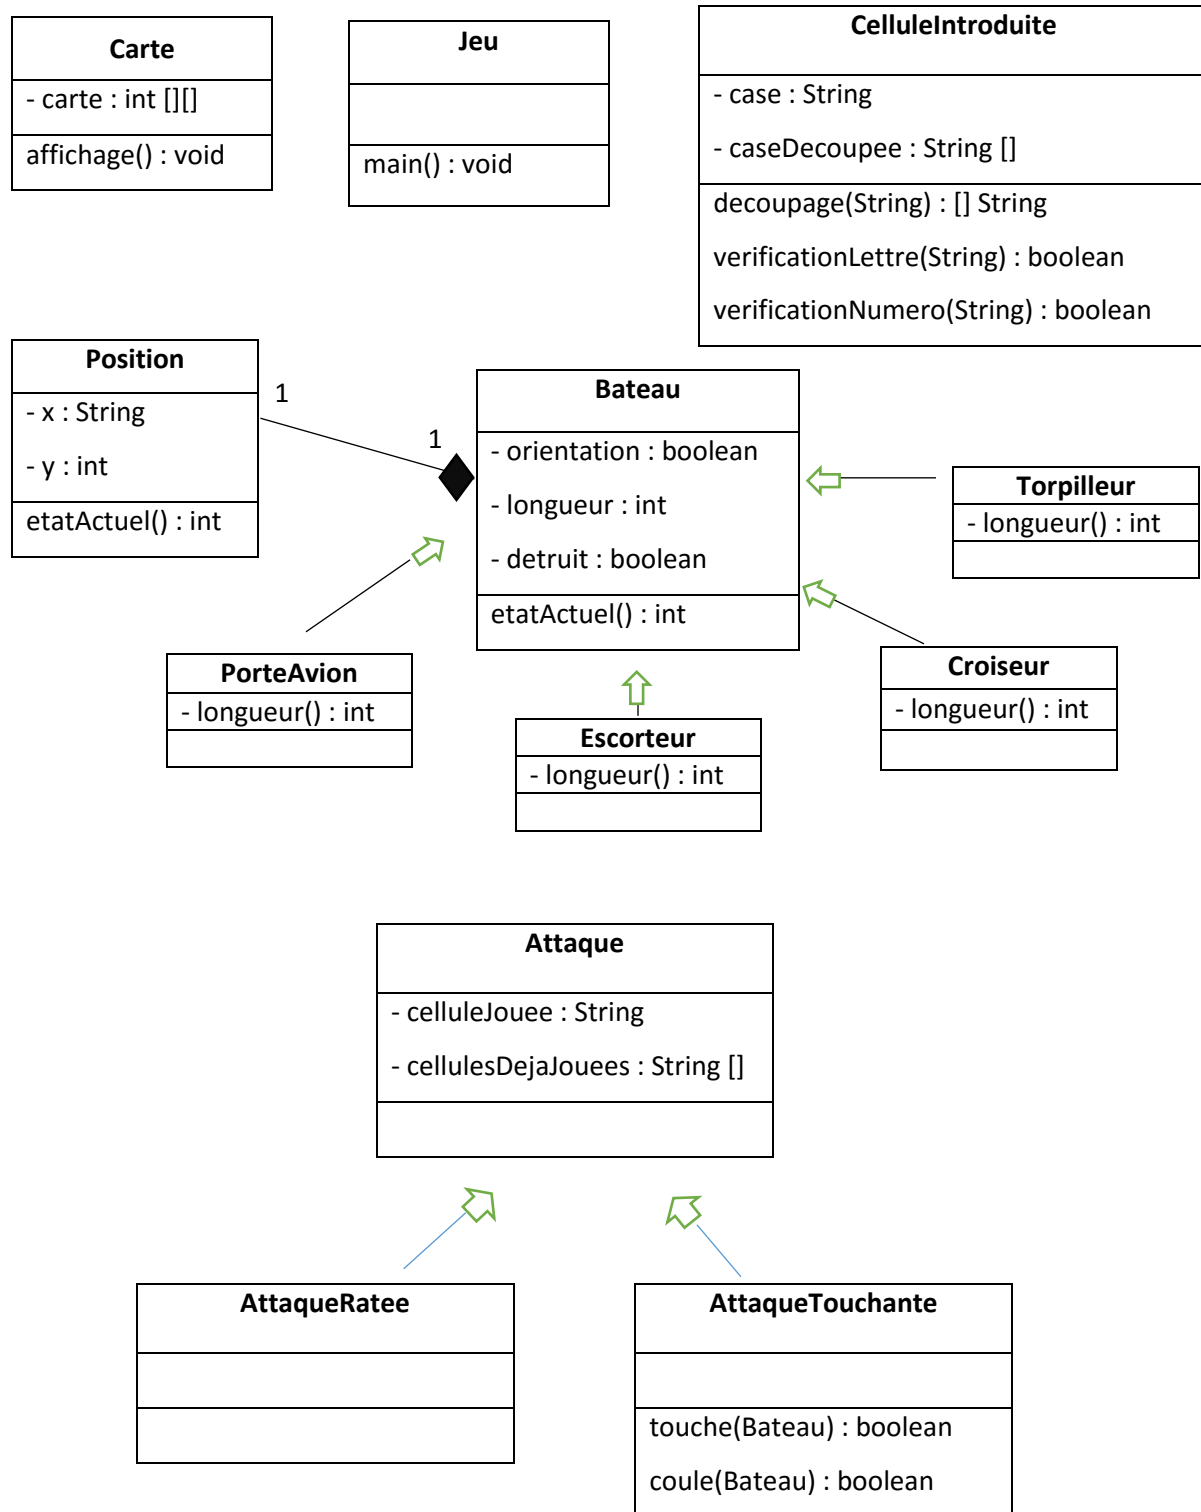 Carte
- carte : int [][]
affichage() : void
Jeu
main() : void
CelluleIntroduite
- case : String
- caseDecoupee : String []
decoupage(String) : [] String
verificationLettre(String) : boolean
verificationNumero(String) : boolean
Position
- x : String
- y : int
etatActuel() : int
1
1
Bateau
- orientation : boolean
- longueur : int
- detruit : boolean
etatActuel() : int
Torpilleur
- longueur() : int
PorteAvion
- longueur() : int
Escorteur
- longueur() : int
Croiseur
- longueur() : int
Attaque
- celluleJouee : String
- cellulesDejaJouees : String []
AttaqueRatee
AttaqueTouchante
touche(Bateau) : boolean
coule(Bateau) : boolean